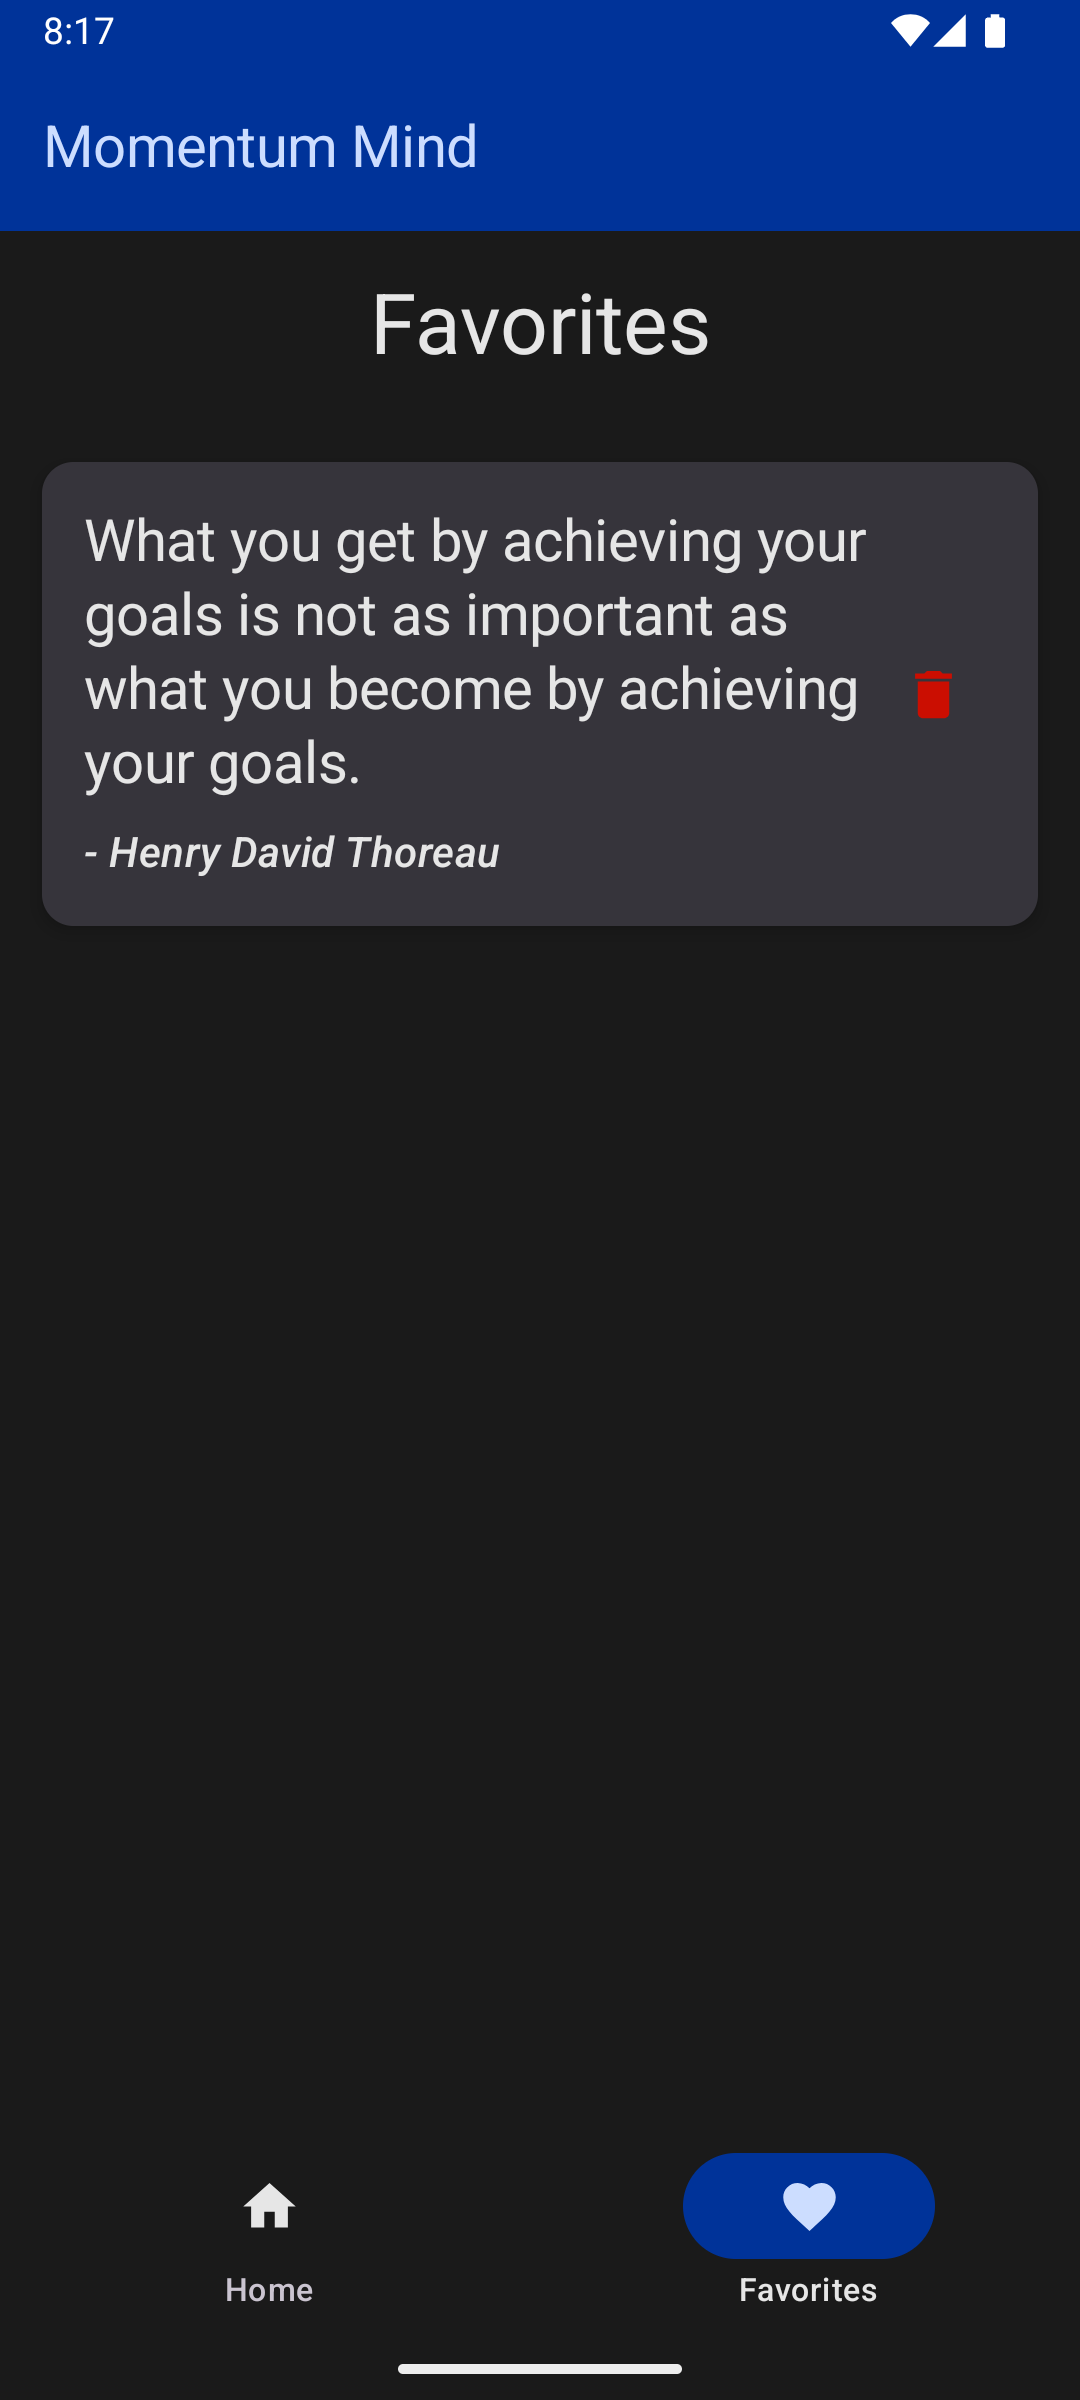 8:17
Momentum Mind
Favorites
What you get by achieving your
goals is not as important as
what you become by achieving
your goals.
- Henry David Thoreau
Home
Favorites